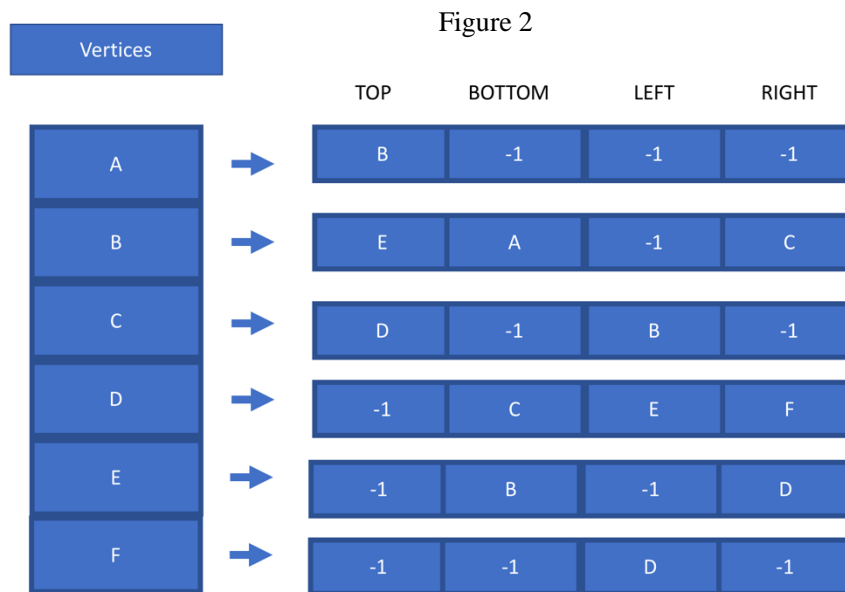 Figure 2
Vertices
TOP BOTTOM LEFT RIGHT
A B -1 -1 -1
B E A -1 C
C D -1 B -1
D -1 C E F
E -1 B -1 D
F -1 -1 D -1